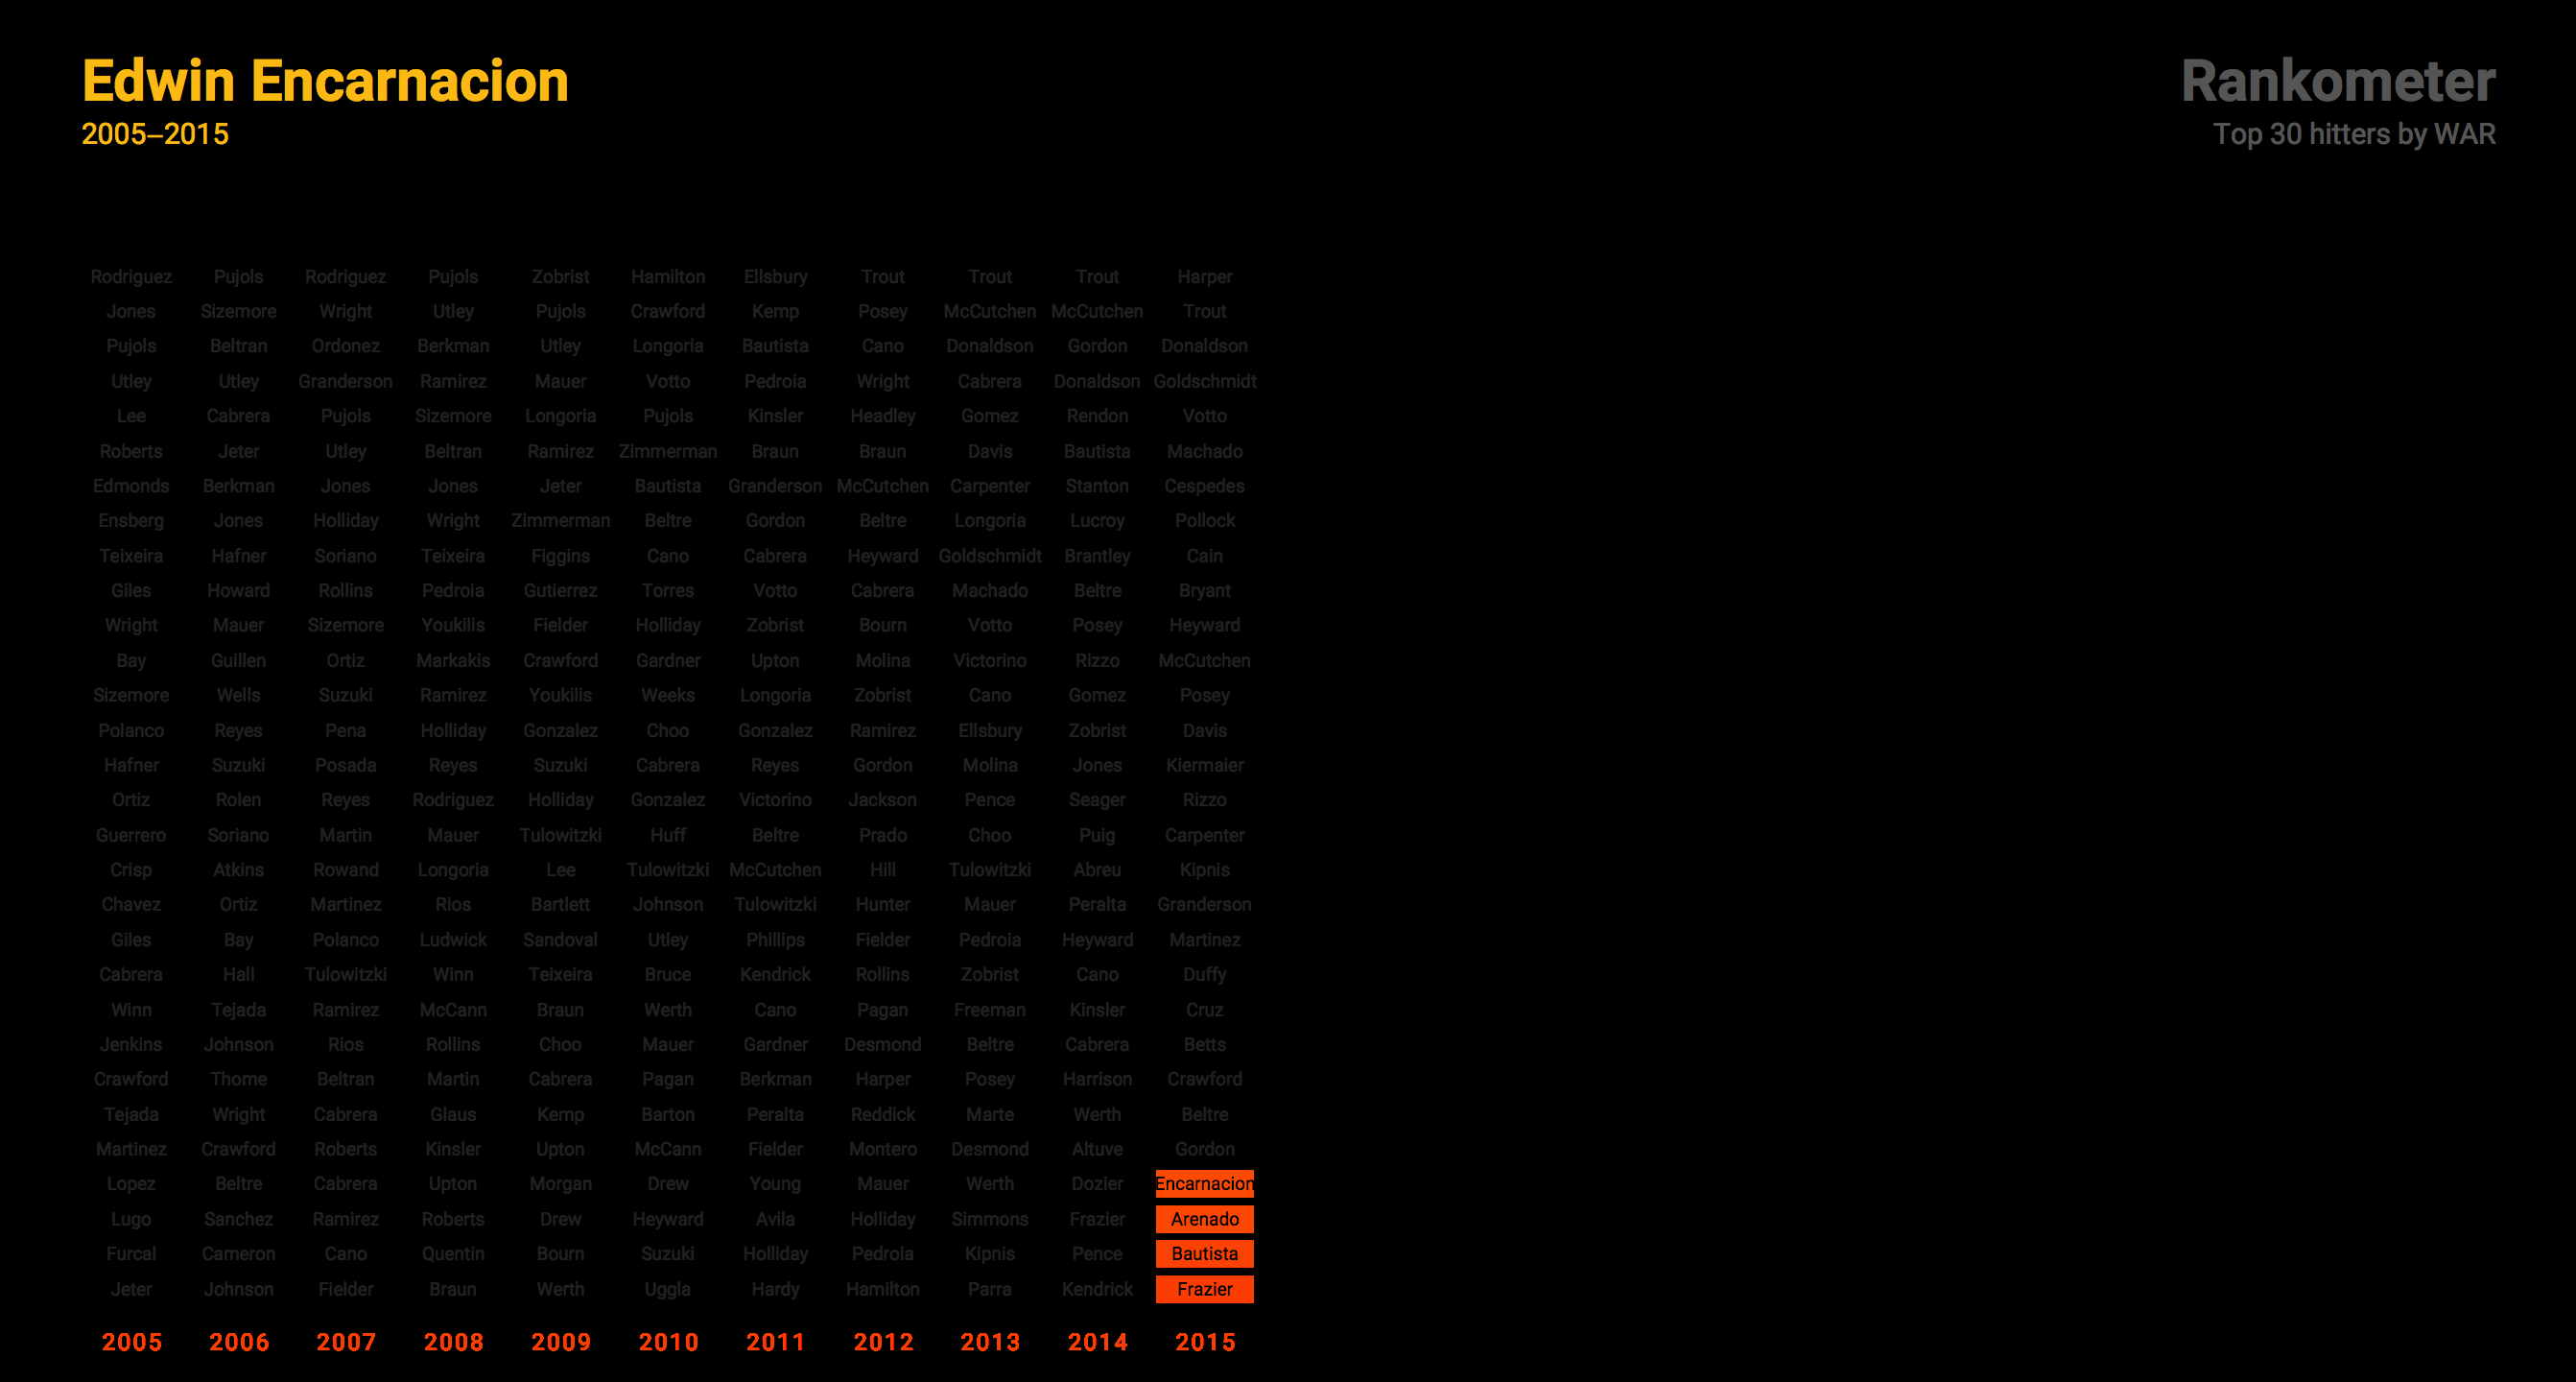 Edwin Encarnacion
2005–2015
Rankometer
Top 30 hitters by WAR
Rodriguez Pujols Rodriguez Pujols Zobrist Hamilton Ellsbury Trout Trout Trout Harper
Jones Sizemore Wright Utley Pujols Crawford Kemp Posey McCutchen McCutchen Trout
Pujols Beltran Ordonez Berkman Utley Longoria Bautista Cano Donaldson Gordon Donaldson
Utley Utley Granderson Ramirez Mauer Votto Pedroia Wright Cabrera Donaldson Goldschmidt
Lee Cabrera Pujols Sizemore Longoria Pujols Kinsler Headley Gomez Rendon Votto
Roberts Jeter Utley Beltran Ramirez Zimmerman Braun Braun Davis Bautista Machado
Edmonds Berkman Jones Jones Jeter Bautista Granderson McCutchen Carpenter Stanton Cespedes
Ensberg Jones Holliday Wright Zimmerman Beltre Gordon Beltre Longoria Lucroy Pollock
Teixeira Hafner Soriano Teixeira Figgins Cano Cabrera Heyward Goldschmidt Brantley Cain
Giles Howard Rollins Pedroia Gutierrez Torres Votto Cabrera Machado Beltre Bryant
Wright Mauer Sizemore Youkilis Fielder Holliday Zobrist Bourn Votto Posey Heyward
Bay Guillen Ortiz Markakis Crawford Gardner Upton Molina Victorino Rizzo McCutchen
Sizemore Wells Suzuki Ramirez Youkilis Weeks Longoria Zobrist Cano Gomez Posey
Polanco Reyes Pena Holliday Gonzalez Choo Gonzalez Ramirez Ellsbury Zobrist Davis
Hafner Suzuki Posada Reyes Suzuki Cabrera Reyes Gordon Molina Jones Kiermaier
Ortiz Rolen Reyes Rodriguez Holliday Gonzalez Victorino Jackson Pence Seager Rizzo
Guerrero Soriano Martin Mauer Tulowitzki Huff Beltre Prado Choo Puig Carpenter
Crisp Atkins Rowand Longoria Lee Tulowitzki McCutchen Hill Tulowitzki Abreu Kipnis
Chavez Ortiz Martinez Rios Bartlett Johnson Tulowitzki Hunter Mauer Peralta Granderson
Giles Bay Polanco Ludwick Sandoval Utley Phillips Fielder Pedroia Heyward Martinez
Cabrera Hall Tulowitzki Winn Teixeira Bruce Kendrick Rollins Zobrist Cano Duffy
Winn Tejada Ramirez McCann Braun Werth Cano Pagan Freeman Kinsler Cruz
Jenkins Johnson Rios Rollins Choo Mauer Gardner Desmond Beltre Cabrera Betts
Crawford Thome Beltran Martin Cabrera Pagan Berkman Harper Posey Harrison Crawford
Tejada Wright Cabrera Glaus Kemp Barton Peralta Reddick Marte Werth Beltre
Martinez Crawford Roberts Kinsler Upton McCann Fielder Montero Desmond Altuve Gordon
Lopez Beltre Cabrera Upton Morgan Drew Young Mauer Werth Dozier Encarnacion
Lugo Sanchez Ramirez Roberts Drew Heyward Avila Holliday Simmons Frazier Arenado
Furcal Cameron Cano Quentin Bourn Suzuki Holliday Pedroia Kipnis Pence Bautista
Jeter Johnson Fielder Braun Werth Uggla Hardy Hamilton Parra Kendrick Frazier
2005 2006 2007 2008 2009 2010 2011 2012 2013 2014 2015